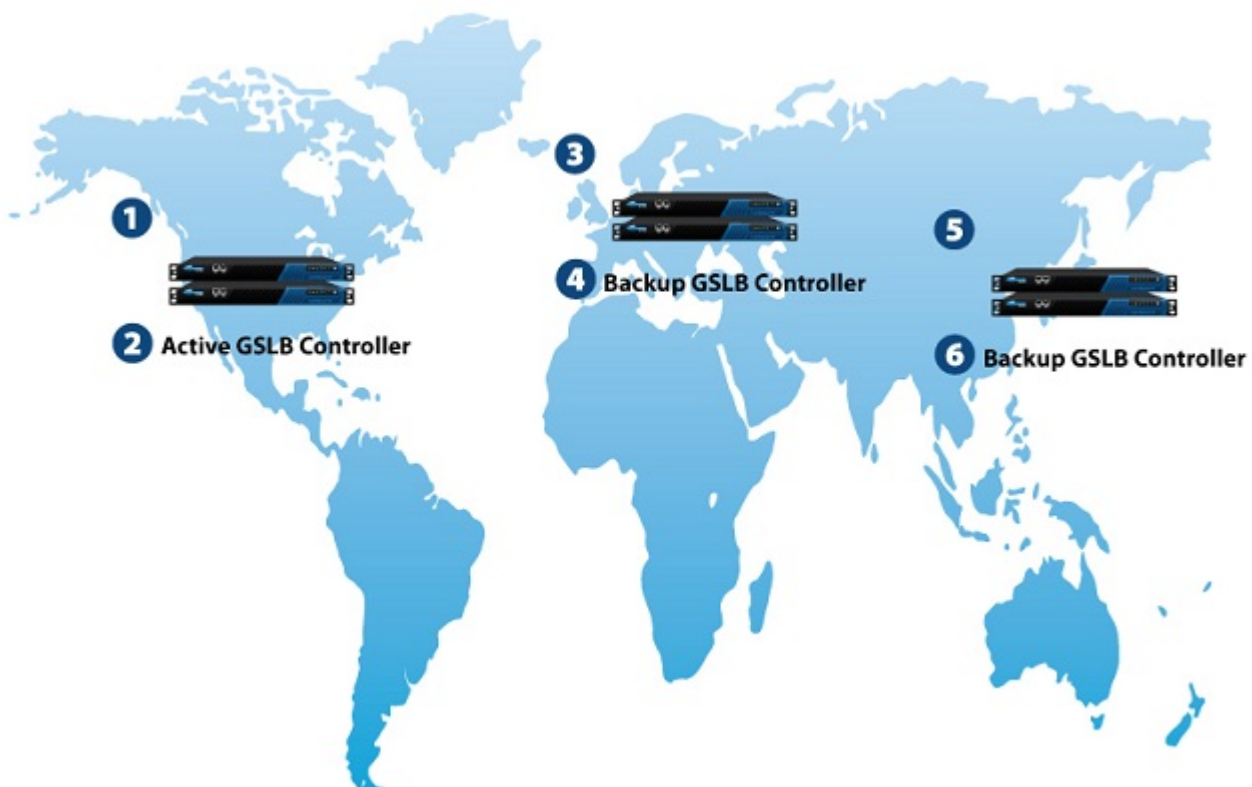 1
2 Active GSLB Controller
3
4 Backup GSLB Controller
5
6 Backup GSLB Controller